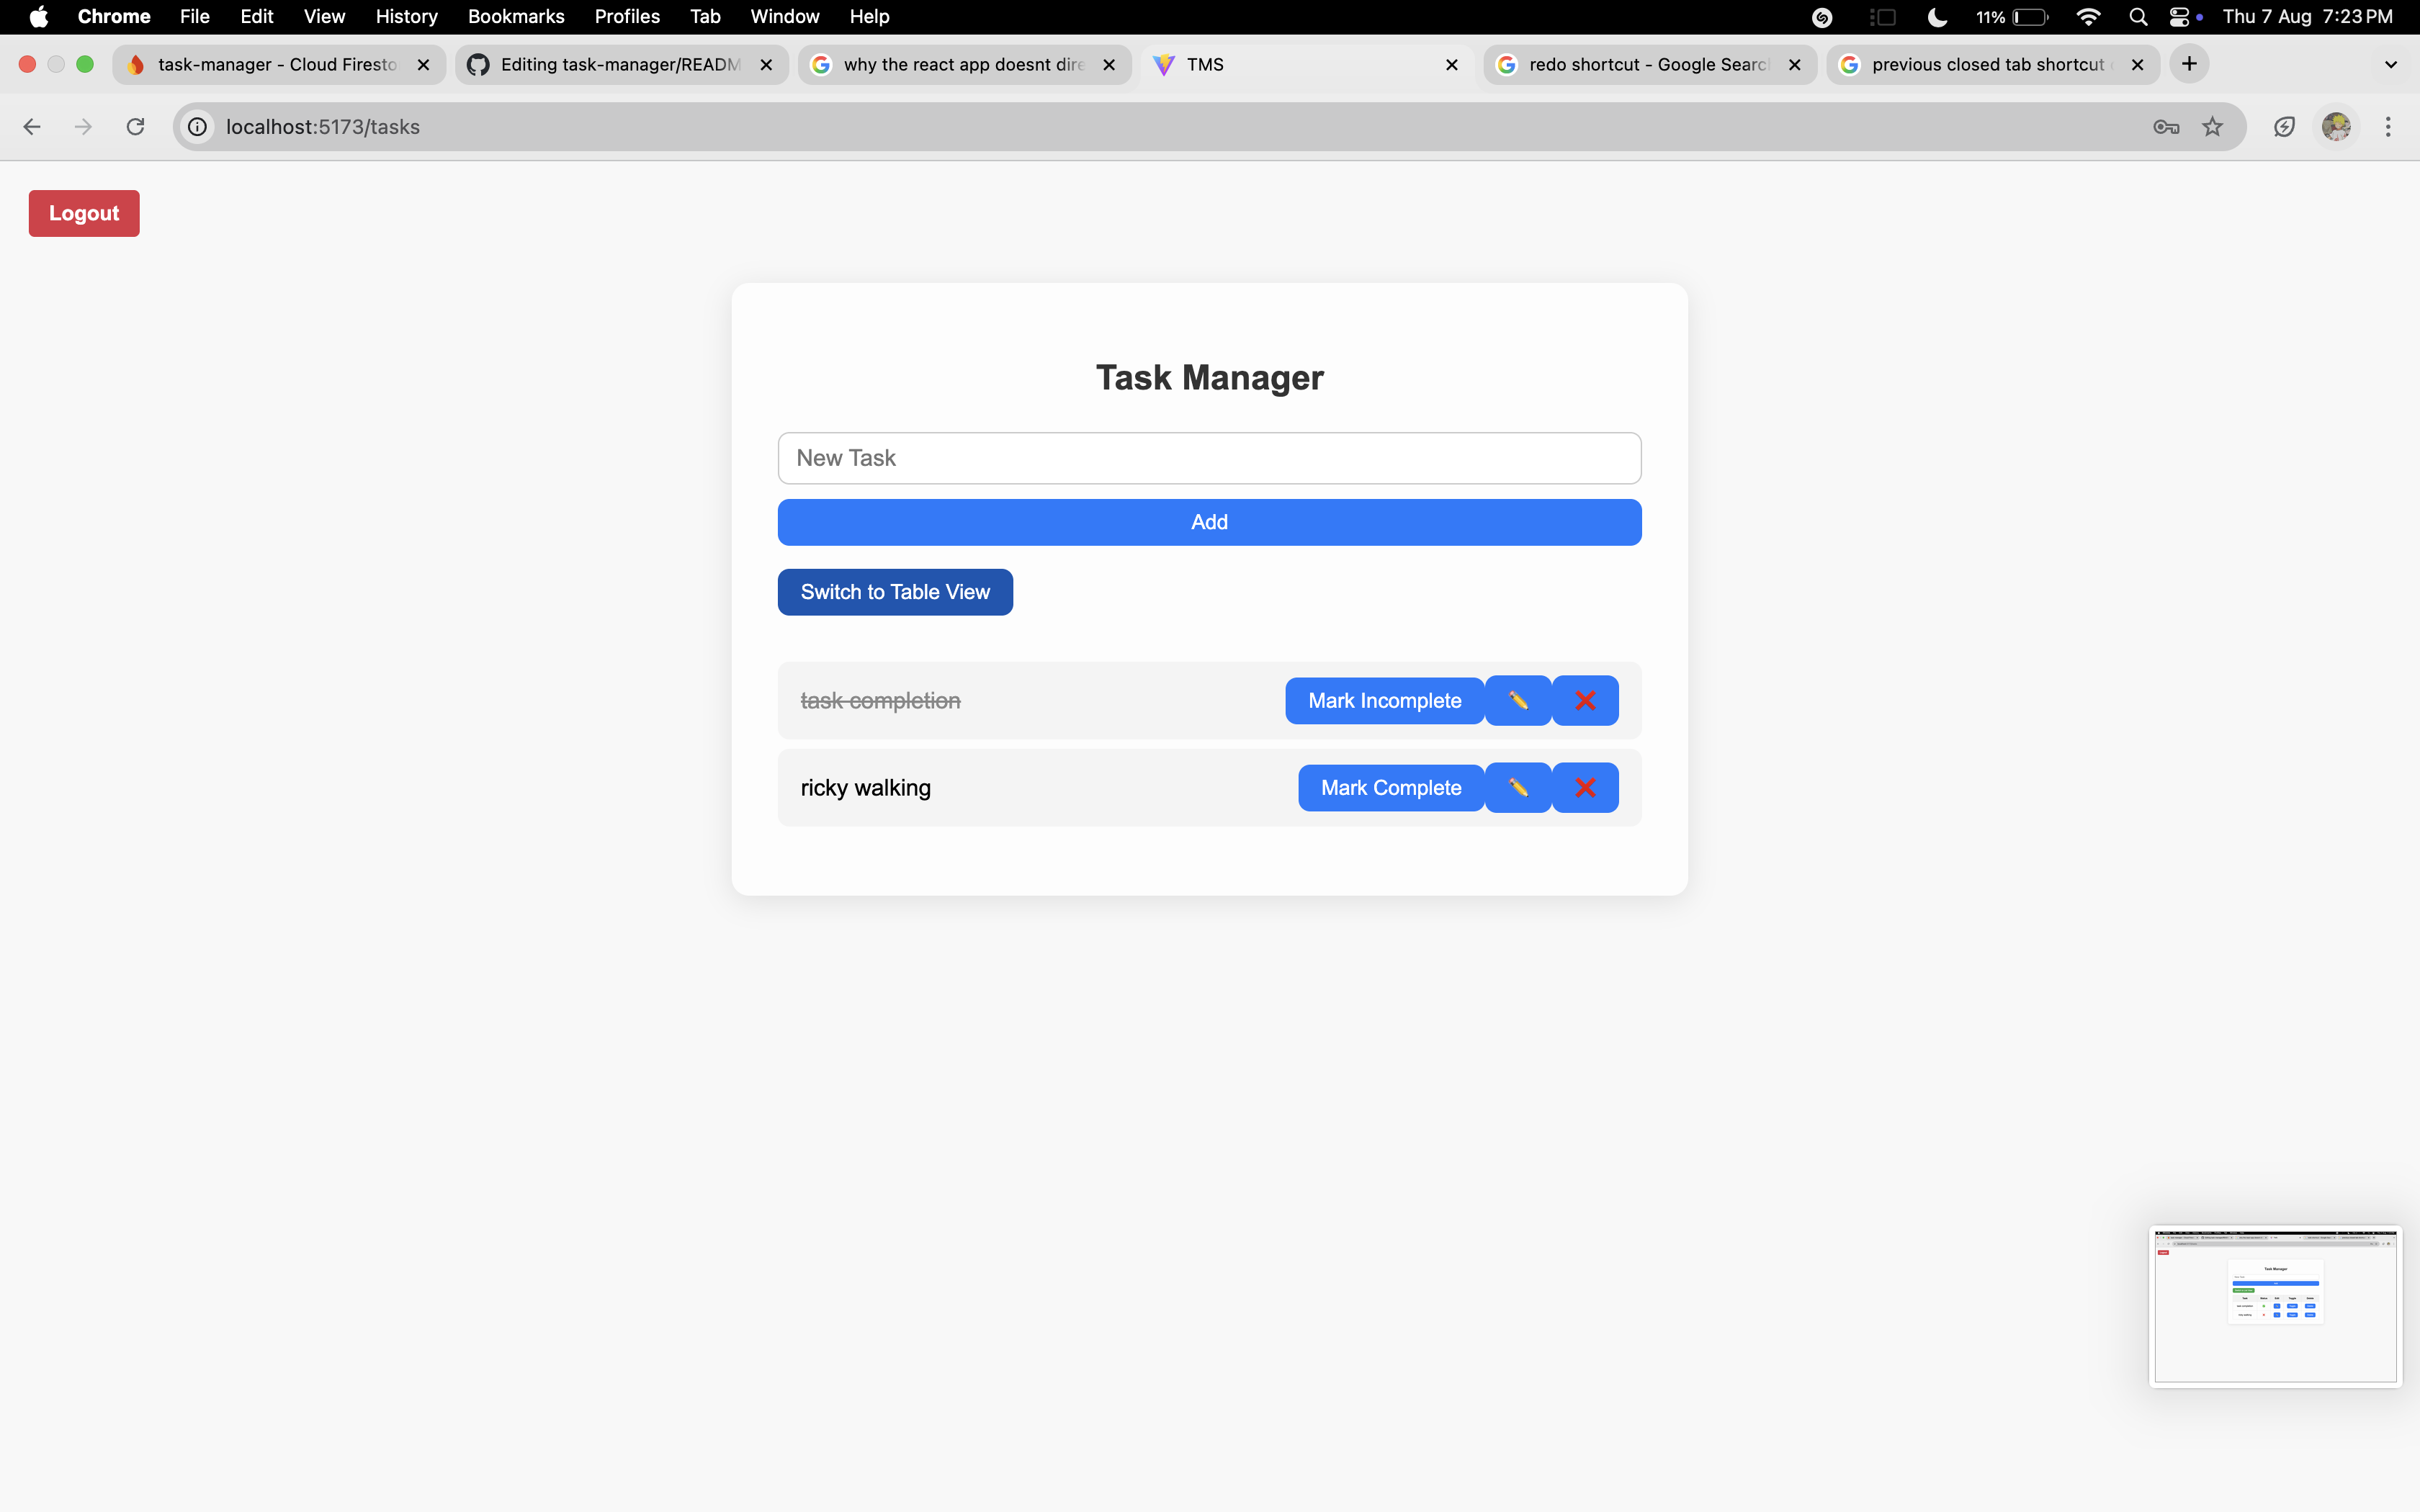 Chrome File Edit View History Bookmarks Profiles Tab Window Help 11% Thu 7 Aug 7:23 PM
task-manager - Cloud Firesto Editing task-manager/READM why the react app doesnt dire TMS redo shortcut - Google Searc previous closed tab shortcut
localhost:5173/tasks
Logout
Task Manager
New Task
Add
Switch to Table View
task completion Mark Incomplete
ricky walking Mark Complete